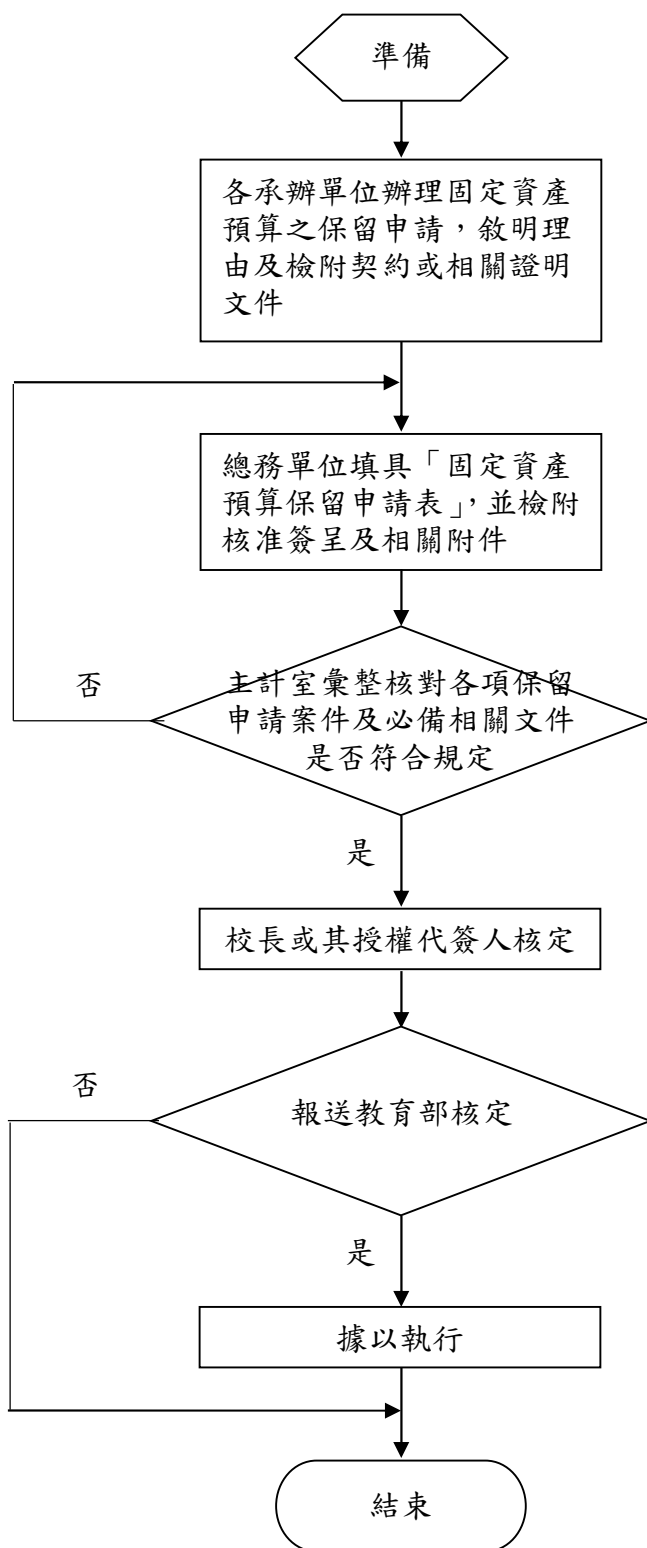 準備
各承辦單位辦理固定資產
預算之保留申請，敘明理
由及檢附契約或相關證明
文件
總務單位填具「固定資產
預算保留申請表」，並檢附
核准簽呈及相關附件
否
主計室彙整核對各項保留
申請案件及必備相關文件
是否符合規定
是
校長或其授權代簽人核定
否
報送教育部核定
是
據以執行
結束